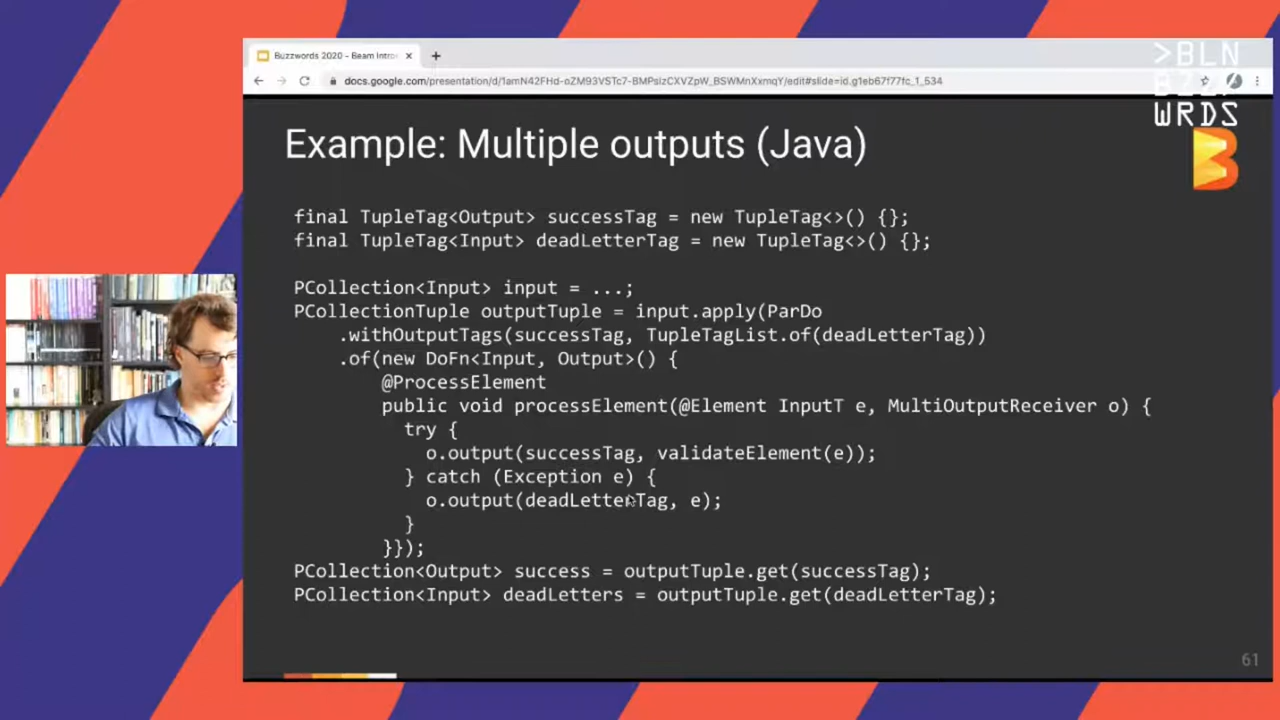 Buzzwords 2020 - Beam Intro
docs.google.com/presentation/d/1amN42FHd-oZM93VSTc7-BMPslzCXVZpW_BSWMnXxmqY/edit#slide=id.g1eb67f77fc_1_534
>BLN
WRDS
Example: Multiple outputs (Java)
final TupleTag<Output> successTag = new TupleTag<>() {};
final TupleTag<Input> deadLetterTag = new TupleTag<>() {};
PCollection<Input> input = ...;
PCollectionTuple outputTuple = input.apply(ParDo
.withOutputTags(successTag, TupleTagList.of(deadLetterTag))
.of(new DoFn<Input, Output>() {
@ProcessElement
public void processElement(@Element InputT e, MultiOutputReceiver o) {
try {
o.output(successTag, validateElement(e));
} catch (Exception e) {
o.output(deadLetterTag, e);
}
}});
PCollection<Output> success = outputTuple.get(successTag);
PCollection<Input> deadLetters = outputTuple.get(deadLetterTag);
61